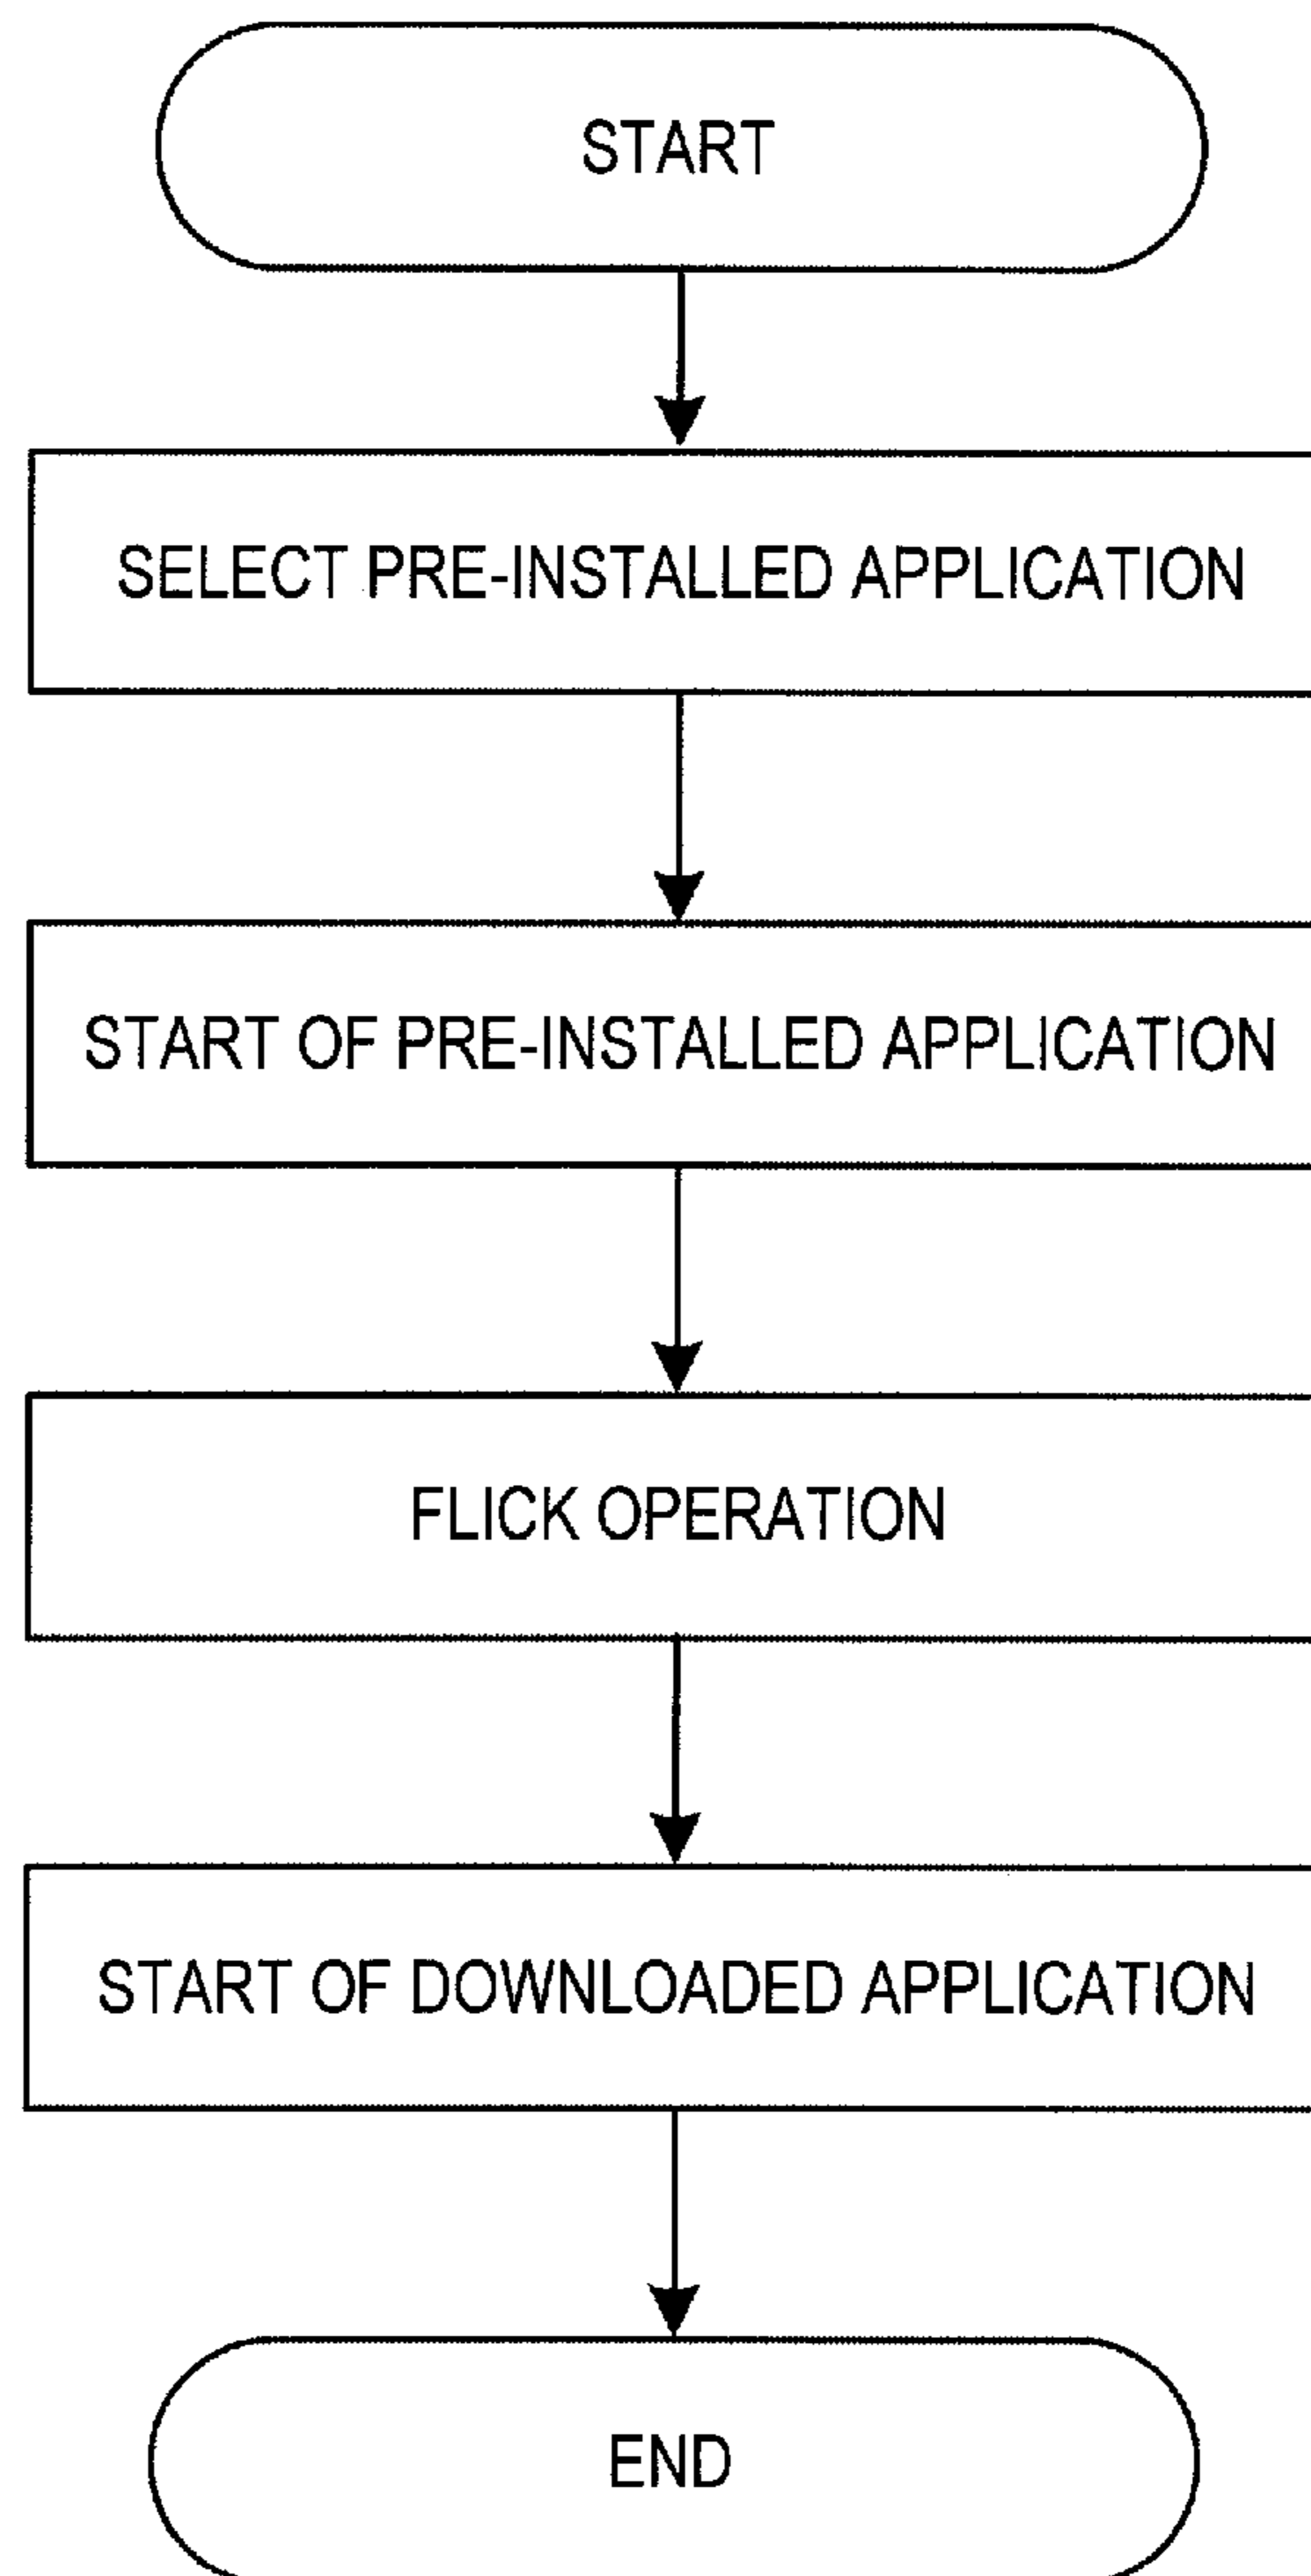 START
SELECT PRE-INSTALLED APPLICATION
START OF PRE-INSTALLED APPLICATION
FLICK OPERATION
START OF DOWNLOADED APPLICATION
END